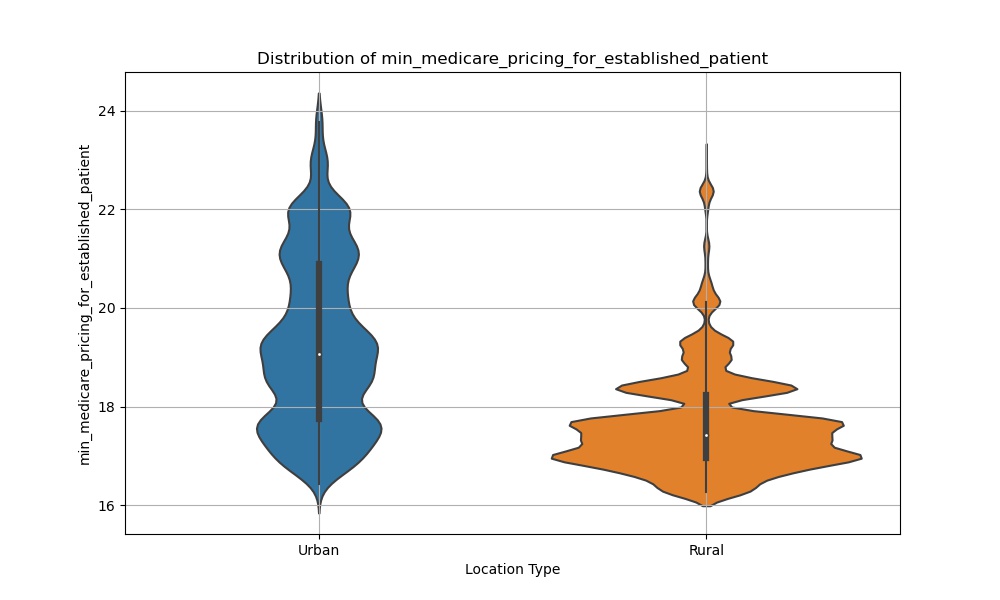 Distribution of min_medicare_pricing_for_established_patient
min_medicare_pricing_for_established_patient
24
22
20
18
16
Urban
Rural
Location Type